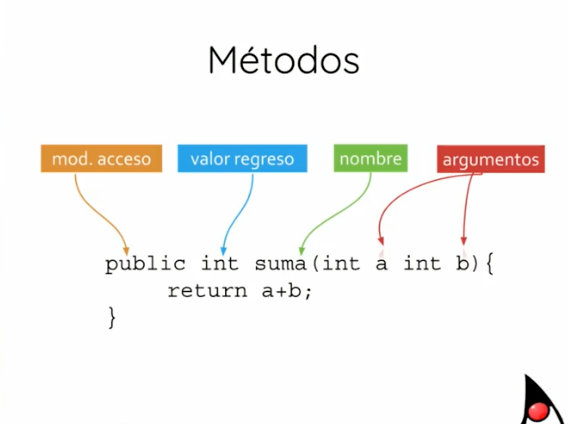 Métodos
mod. acceso valor regreso nombre argumentos
public int suma(int a int b){
return a+b;
}